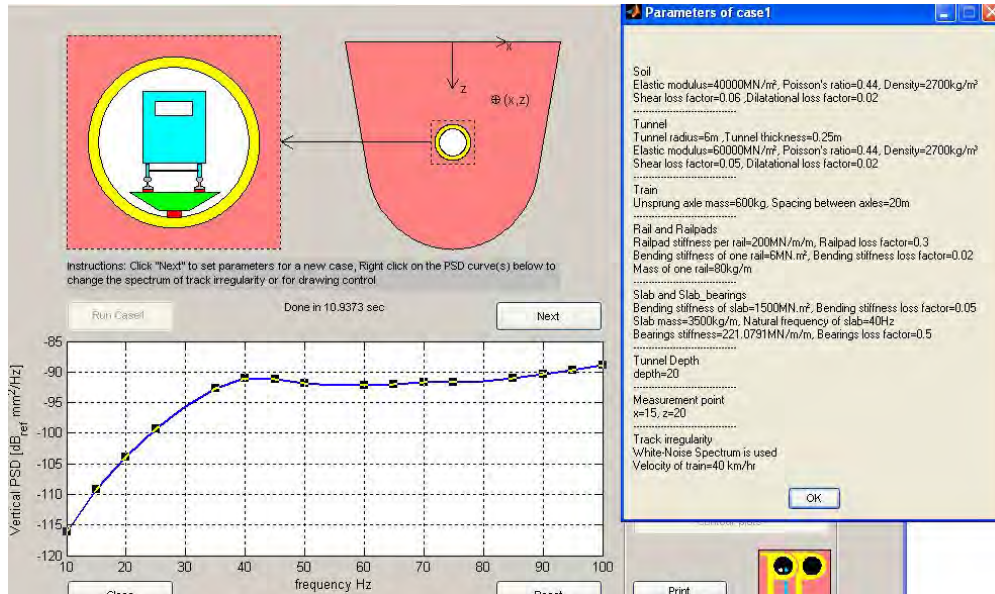 x
z
(x,z)
Instructions: Click "Next" to set parameters for a new case, Right click on the PSD curve(s) below to
change the spectrum of track irregularity or for drawing control
Run Case1
Done in 10.9373 sec
Next
Vertical PSD [dB_ref mm²/Hz]
-85
-90
-95
-100
-105
-110
-115
-120
10 20 30 40 50 60 70 80 90 100
frequency Hz
Close
Reset
Parameters of case1
Soil
Elastic modulus=40000MN/m², Poisson's ratio=0.44, Density=2700kg/m³
Shear loss factor=0.06 ,Dilatational loss factor=0.02
------------------------------
Tunnel
Tunnel radius=6m ,Tunnel thickness=0.25m
Elastic modulus=60000MN/m², Poisson's ratio=0.44, Density=2700kg/m³
Shear loss factor=0.05, Dilatational loss factor=0.02
------------------------------
Train
Unsprung axle mass=600kg, Spacing between axles=20m
------------------------------
Rail and Railpads
Railpad stiffness per rail=200MN/m/m, Railpad loss factor=0.3
Bending stiffness of one rail=6MN.m², Bending stiffness loss factor=0.02
Mass of one rail=80kg/m
------------------------------
Slab and Slab_bearings
Bending stiffness of slab=1500MN.m², Bending stiffness loss factor=0.05
Slab mass=3500kg/m, Natural frequency of slab=40Hz
Bearings stiffness=221.0791MN/m/m, Bearings loss factor=0.5
------------------------------
Tunnel Depth
depth=20
------------------------------
Measurement point
x=15, z=20
------------------------------
Track irregularity
White-Noise Spectrum is used
Velocity of train=40 km/hr
OK
Print